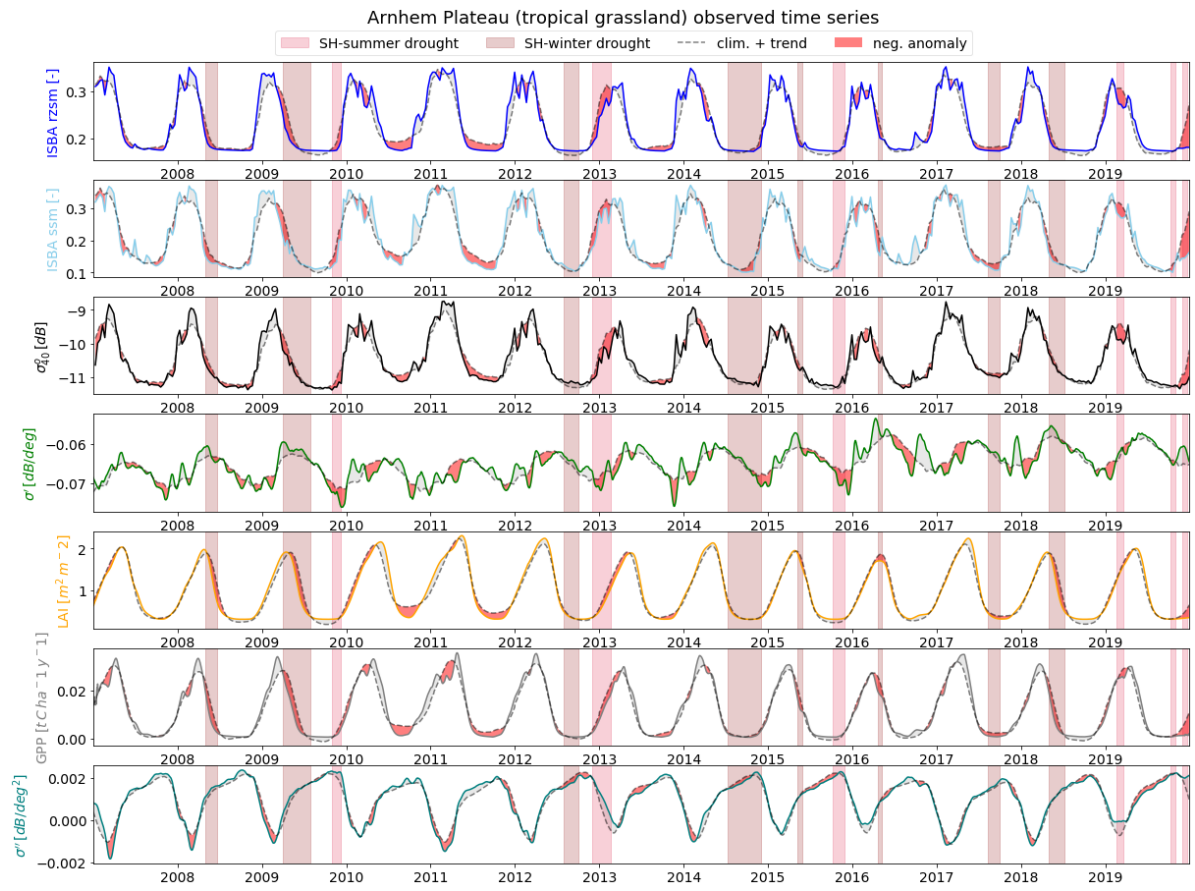 Arnhem Plateau (tropical grassland) observed time series
SH-summer drought SH-winter drought clim. + trend neg. anomaly
ISBA rzsm [-]
0.3
0.2
2008 2009 2010 2011 2012 2013 2014 2015 2016 2017 2018 2019
ISBA ssm [-]
0.3
0.2
0.1
2008 2009 2010 2011 2012 2013 2014 2015 2016 2017 2018 2019
σ⁰₄₀ [dB]
−9
−10
−11
2008 2009 2010 2011 2012 2013 2014 2015 2016 2017 2018 2019
σ′ [dB/deg]
−0.06
−0.07
2008 2009 2010 2011 2012 2013 2014 2015 2016 2017 2018 2019
LAI [m² m − 2]
2
1
2008 2009 2010 2011 2012 2013 2014 2015 2016 2017 2018 2019
GPP [t C ha − 1 y − 1]
0.02
0.00
2008 2009 2010 2011 2012 2013 2014 2015 2016 2017 2018 2019
σ″ [dB/deg²]
0.002
0.000
−0.002
2008 2009 2010 2011 2012 2013 2014 2015 2016 2017 2018 2019